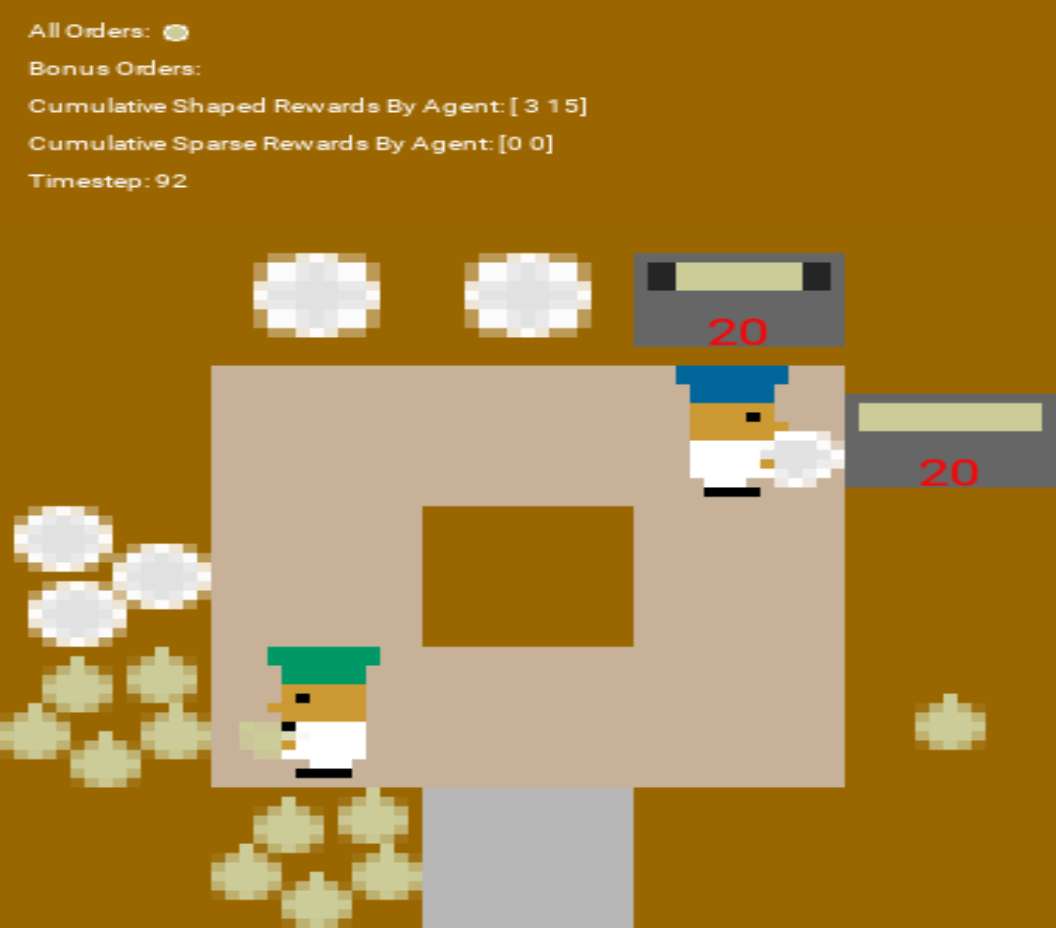 All Orders:
Bonus Orders:
Cumulative Shaped Rewards By Agent: [ 3 15]
Cumulative Sparse Rewards By Agent: [0 0]
Timestep: 92
20
20